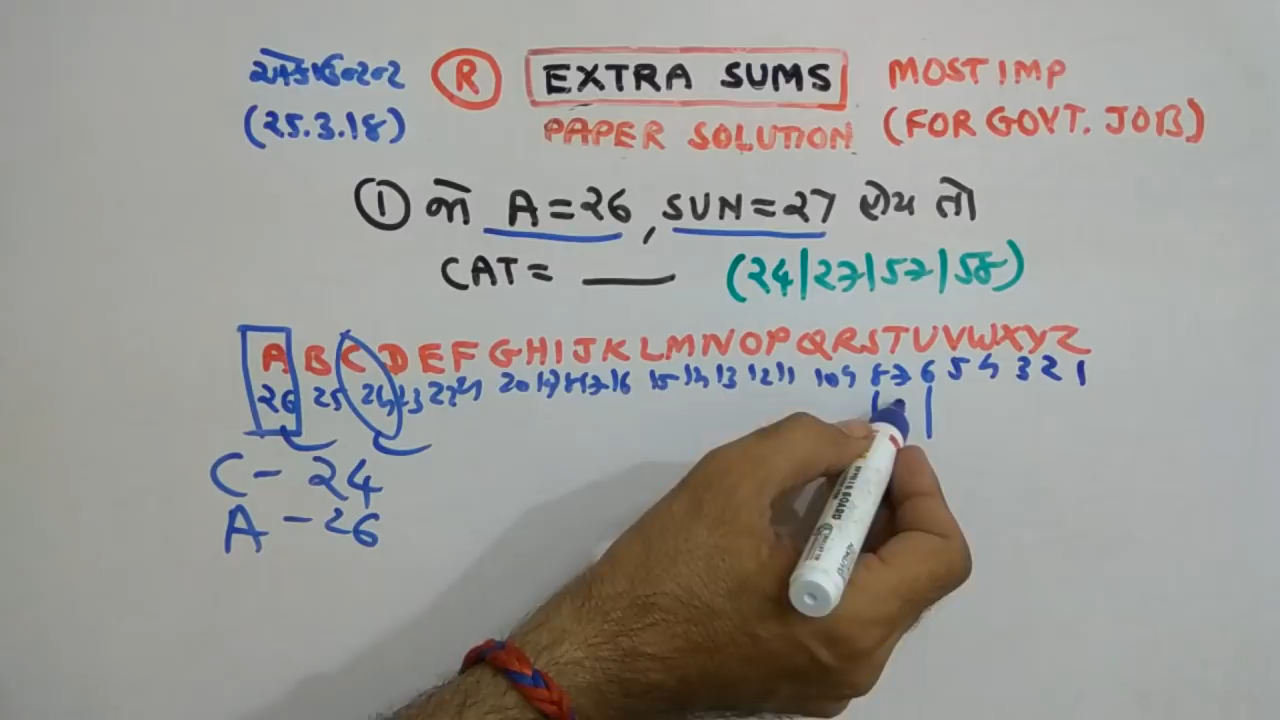 (25.3.18) R EXTRA SUMS MOST IMP
PAPER SOLUTION (FOR GOVT. JOB)
① જો A=26, SUN=27 હોય તો
CAT= ___ (24/27/57/58)
A B C D E F G H I J K L M N O P Q R S T U V W X Y Z
26 25 24 23 22 21 20 19 18 17 16 15 14 13 12 11 10 9 8 7 6 5 4 3 2 1
C - 24
A - 26